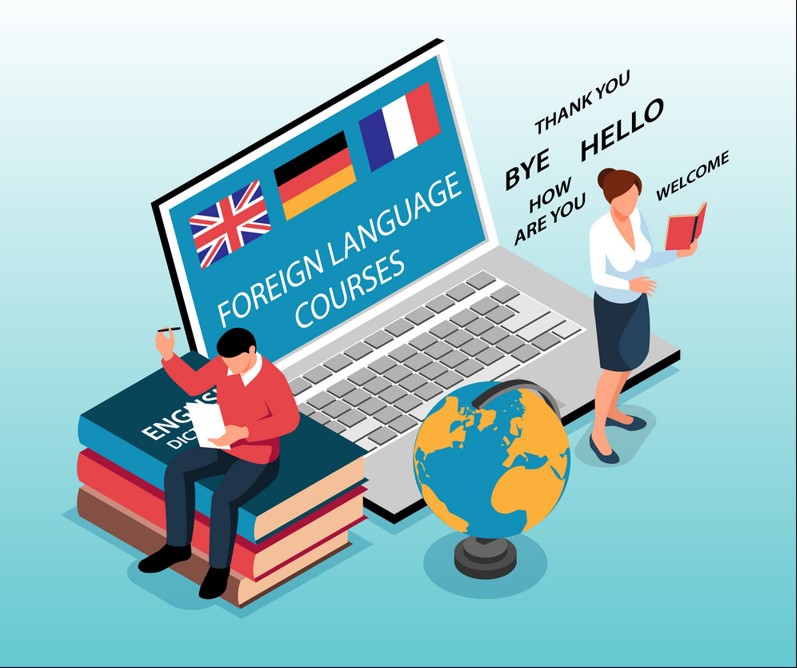 FOREIGN LANGUAGE
COURSES
THANK YOU
HELLO
BYE
HOW
ARE YOU
WELCOME